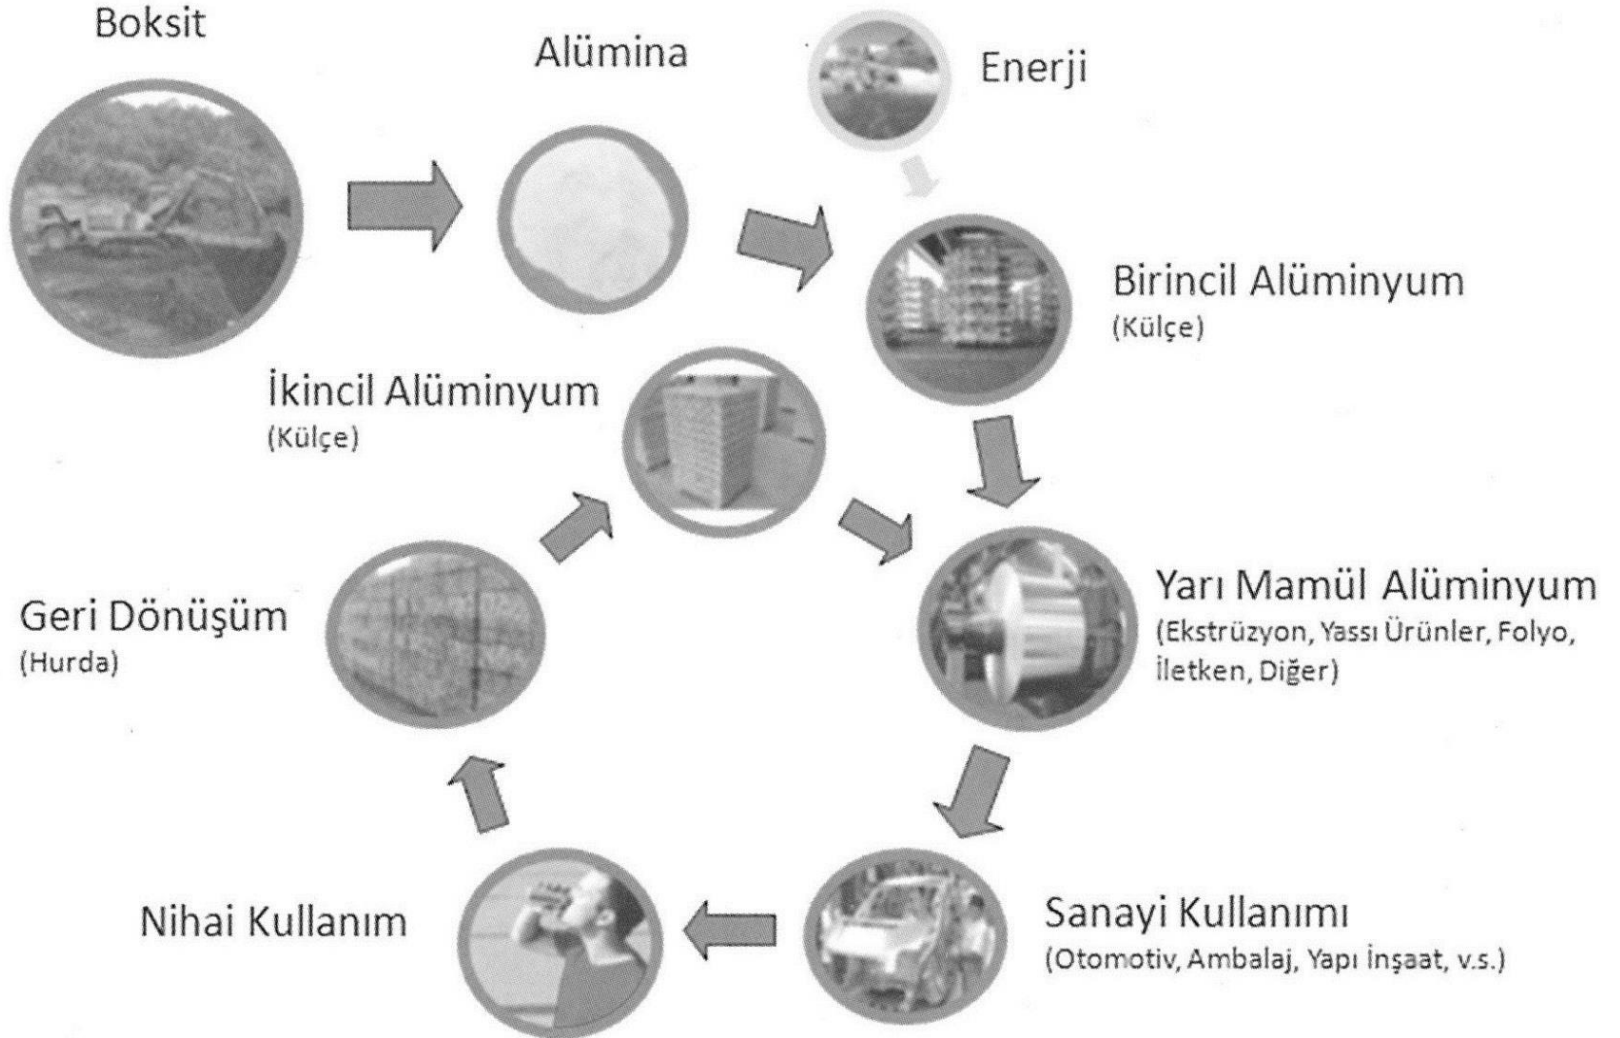 Boksit
Alümina
Enerji
Birincil Alüminyum
(Külçe)
İkincil Alüminyum
(Külçe)
Yarı Mamül Alüminyum
(Ekstrüzyon, Yassı Ürünler, Folyo,
İletken, Diğer)
Geri Dönüşüm
(Hurda)
Sanayi Kullanımı
(Otomotiv, Ambalaj, Yapı İnşaat, v.s.)
Nihai Kullanım